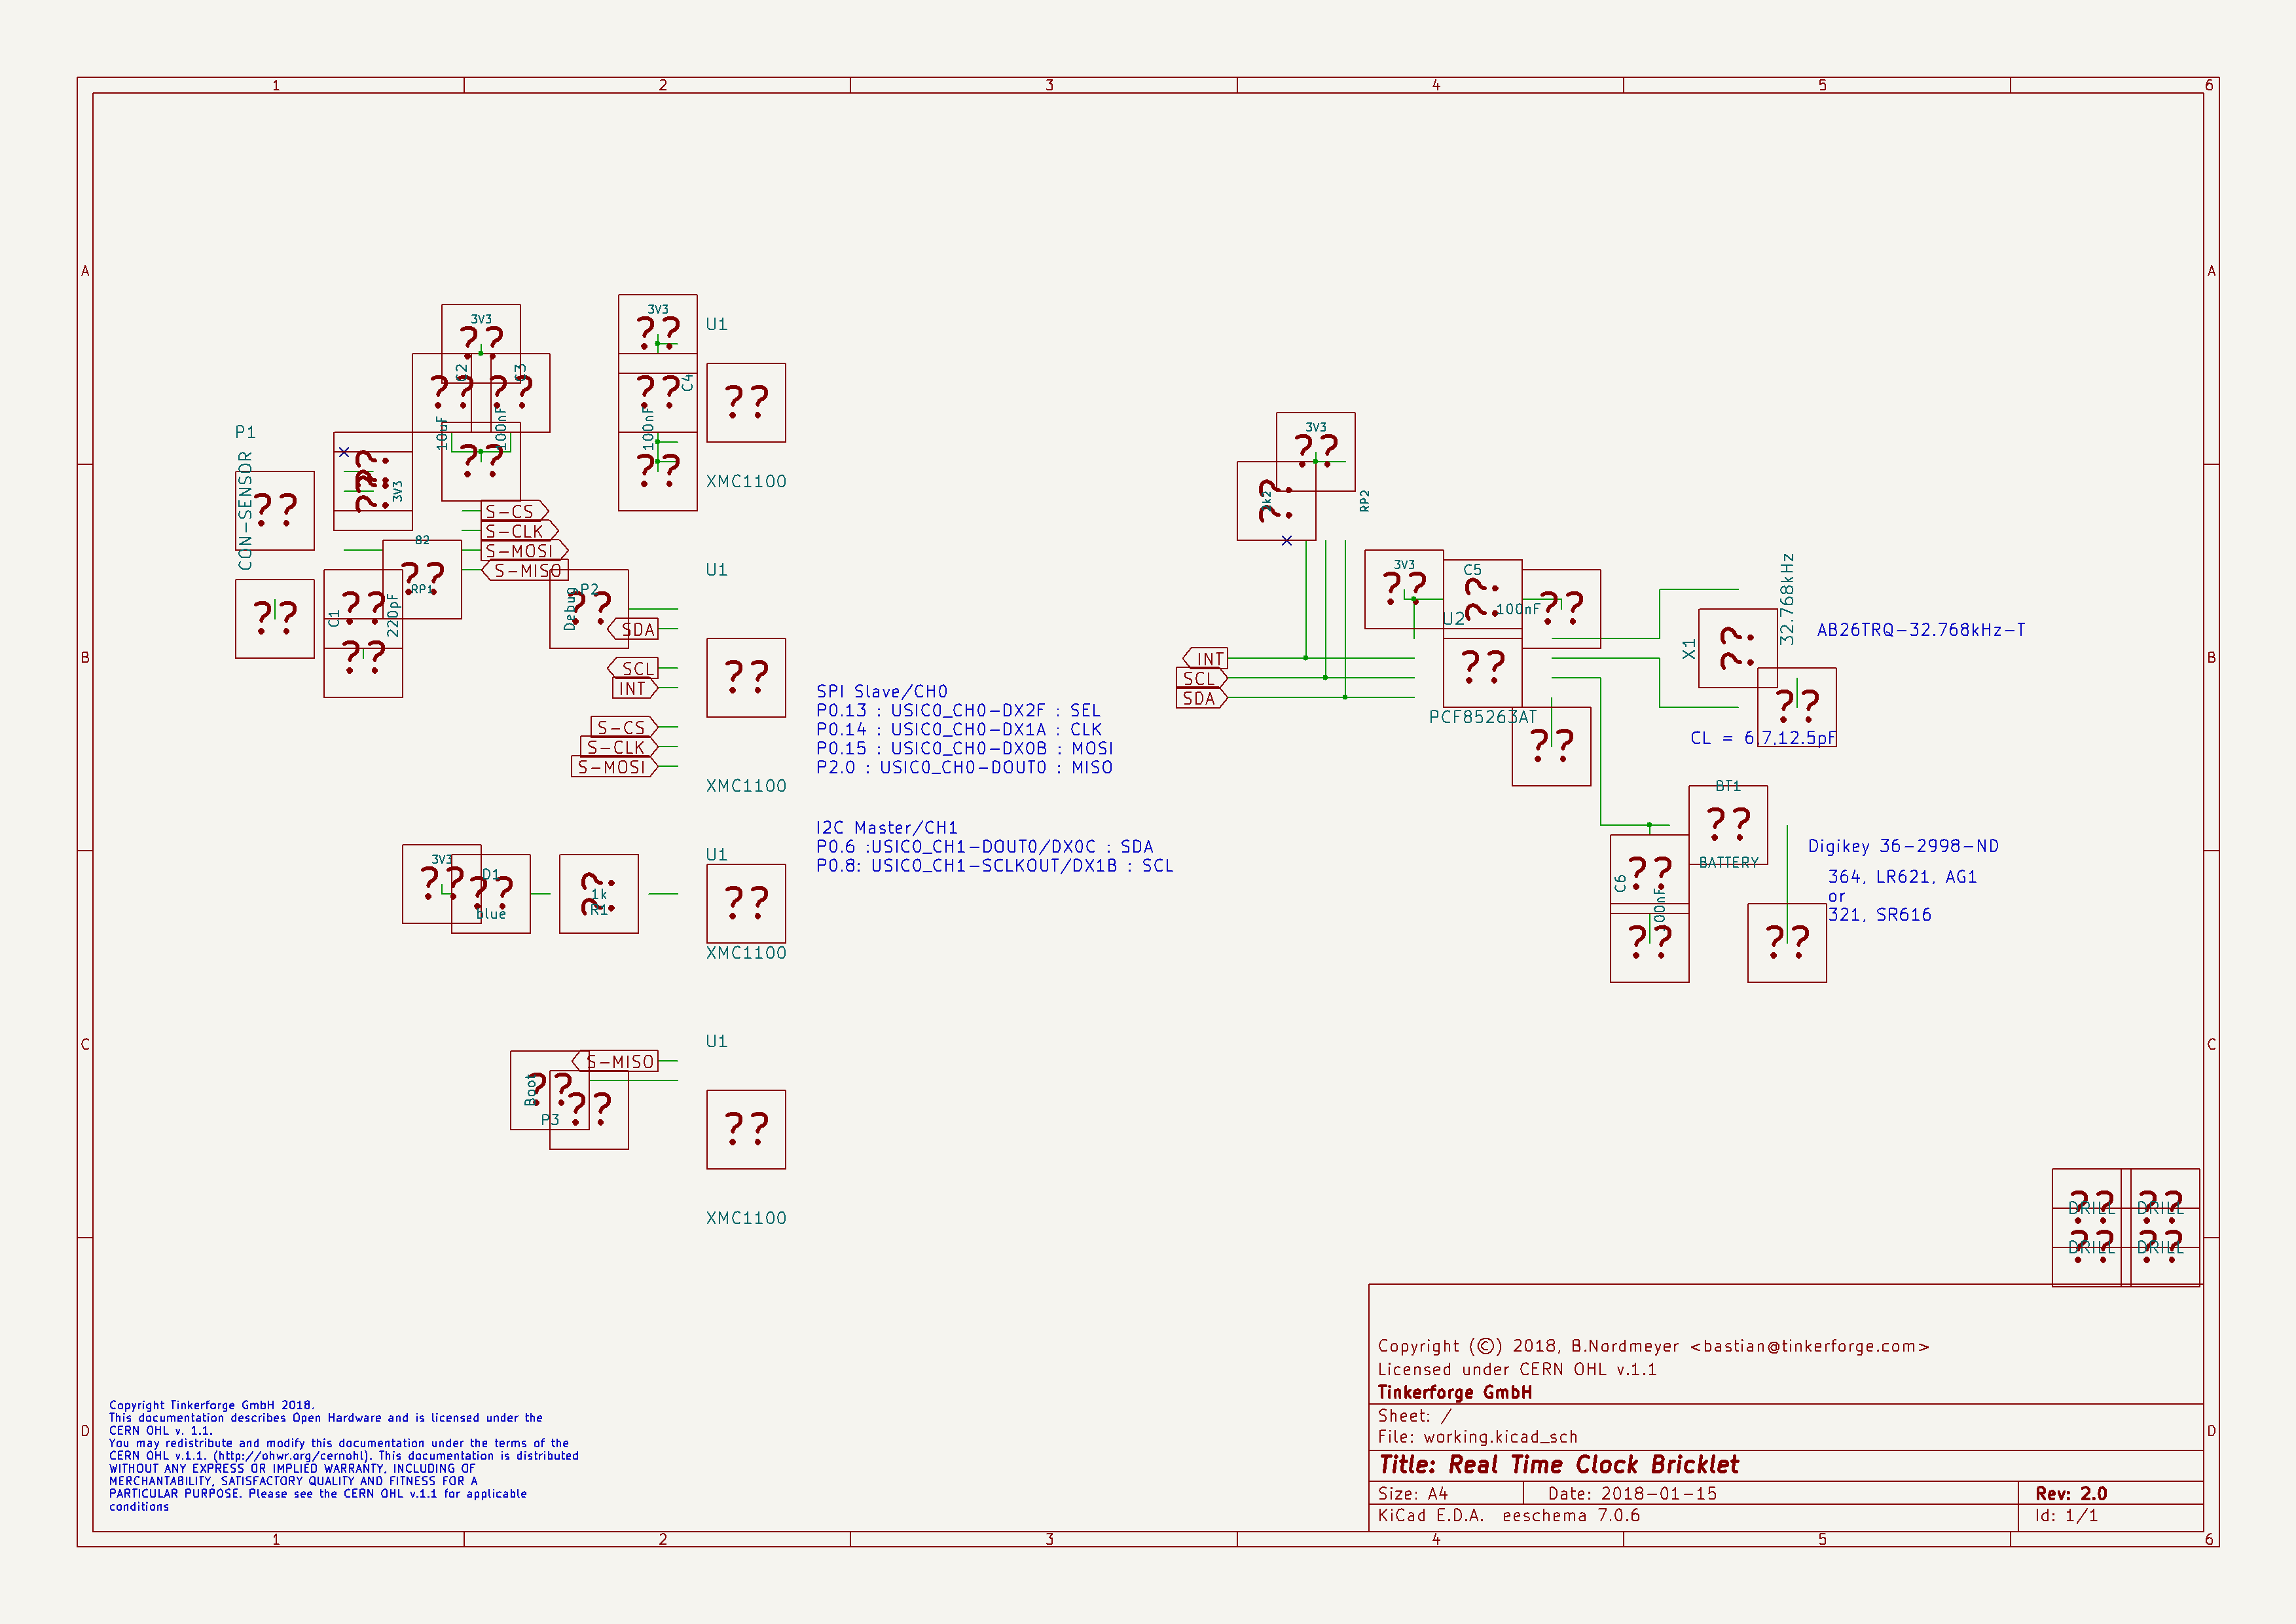 1 2 3 4 5 6
A
A
3V3
??
3V3
??
U1
C2
C3
??
??
??
C4
??
10uF
100nF
100nF
P1
CON-SENSOR
??
??
??
3V3
??
XMC1100
3V3
??
RP2
??
S-CS
S-CLK
S-MOSI
S-MISO
82
??
RP1
U1
P2
??
Debug
SDA
??
C1
??
220pF
??
SCL
INT
??
S-CS
S-CLK
S-MOSI
XMC1100
B
B
3V3
??
C5
??
100nF
??
U2
??
PCF85263AT
??
INT
SCL
SDA
X1
??
32.768kHz
AB26TRQ-32.768kHz-T
??
CL = 6,7,12.5pF
SPI Slave/CH0
P0.13 : USIC0_CH0-DX2F : SEL
P0.14 : USIC0_CH0-DX1A : CLK
P0.15 : USIC0_CH0-DX0B : MOSI
P2.0 : USIC0_CH0-DOUT0 : MISO
I2C Master/CH1
P0.6 :USIC0_CH1-DOUT0/DX0C : SDA
P0.8: USIC0_CH1-SCLKOUT/DX1B : SCL
BT1
??
BATTERY
Digikey 36-2998-ND
364, LR621, AG1
or
321, SR616
C6
??
100nF
??
??
3V3
??
D1
??
blue
??
1k
R1
U1
??
XMC1100
C
C
U1
S-MISO
Boot
??
??
P3
??
XMC1100
??
DRILL
??
DRILL
??
DRILL
??
DRILL
D
D
Copyright Tinkerforge GmbH 2018.
This documentation describes Open Hardware and is licensed under the
CERN OHL v. 1.1.
You may redistribute and modify this documentation under the terms of the
CERN OHL v.1.1. (http://ohwr.org/cernohl). This documentation is distributed
WITHOUT ANY EXPRESS OR IMPLIED WARRANTY, INCLUDING OF
MERCHANTABILITY, SATISFACTORY QUALITY AND FITNESS FOR A
PARTICULAR PURPOSE. Please see the CERN OHL v.1.1 for applicable
conditions
Copyright (©) 2018, B.Nordmeyer <bastian@tinkerforge.com>
Licensed under CERN OHL v.1.1
Tinkerforge GmbH
Sheet: /
File: working.kicad_sch
Title: Real Time Clock Bricklet
Size: A4 Date: 2018-01-15 Rev: 2.0
KiCad E.D.A. eeschema 7.0.6 Id: 1/1
1 2 3 4 5 6